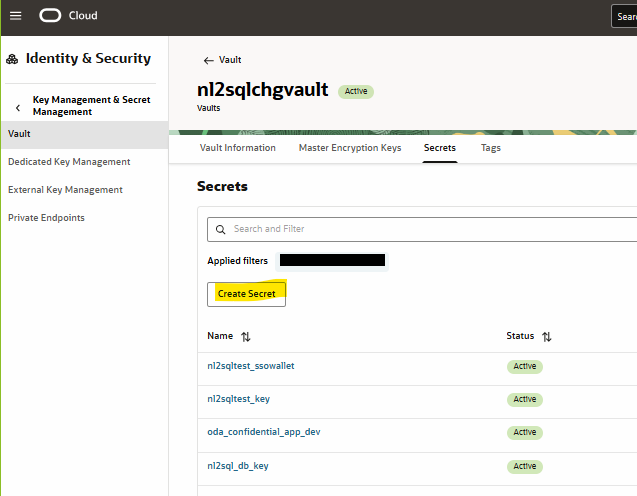 Cloud
Sear
Identity & Security
Key Management & Secret
Management
Vault
Dedicated Key Management
External Key Management
Private Endpoints
← Vault
nl2sqlchgvault Active
Vaults
Vault Information Master Encryption Keys Secrets Tags
Secrets
Search and Filter
Applied filters
Create Secret
Name Status
nl2sqltest_ssowallet Active
nl2sqltest_key Active
oda_confidential_app_dev Active
nl2sql_db_key Active